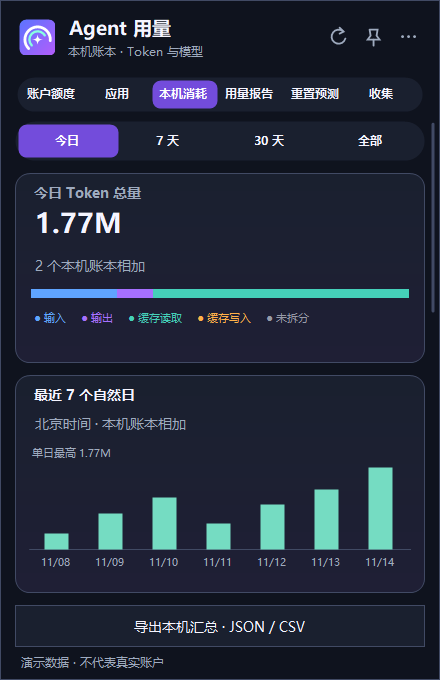 Agent 用量
本机账本 · Token 与模型
账户额度 应用 本机消耗 用量报告 重置预测 收集
今日 7 天 30 天 全部
今日 Token 总量
1.77M
2 个本机账本相加
输入 输出 缓存读取 缓存写入 未拆分
最近 7 个自然日
北京时间 · 本机账本相加
单日最高 1.77M
11/08 11/09 11/10 11/11 11/12 11/13 11/14
导出本机汇总 · JSON / CSV
演示数据 · 不代表真实账户